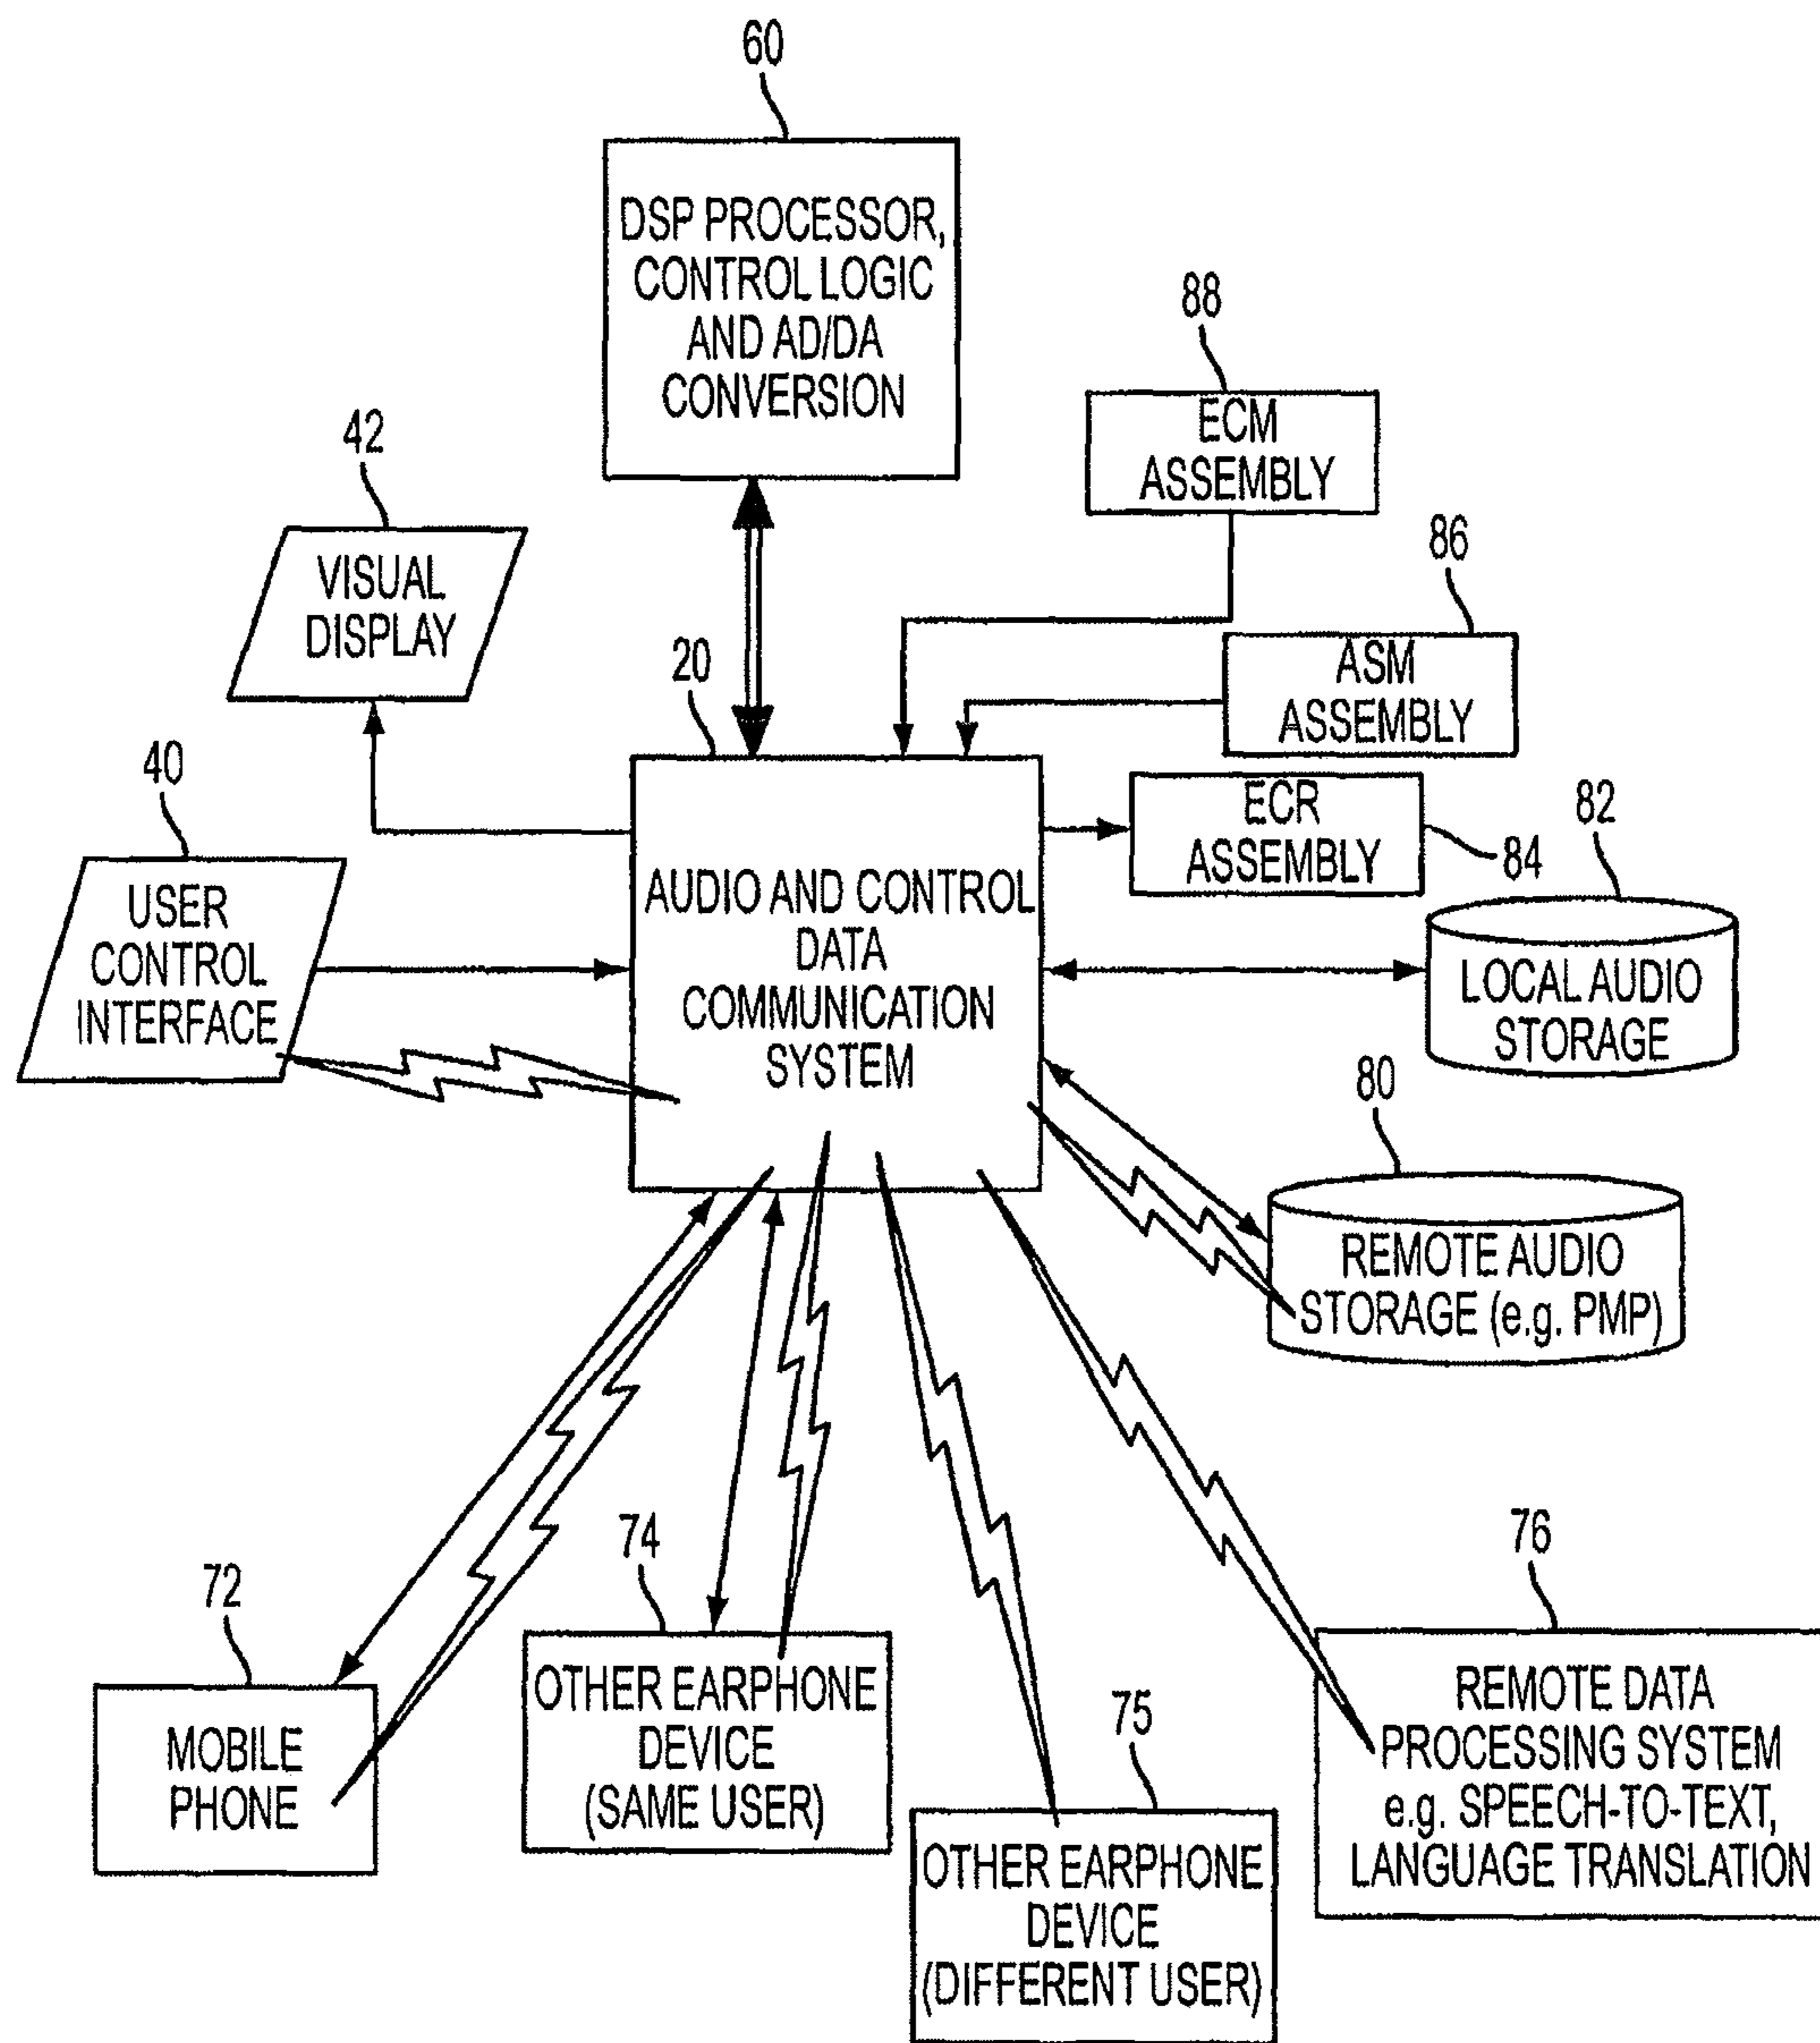 60
DSP PROCESSOR,
CONTROL LOGIC
AND AD/DA
CONVERSION
88
ECM
ASSEMBLY
42
VISUAL
DISPLAY
86
ASM
ASSEMBLY
20
AUDIO AND CONTROL
DATA
COMMUNICATION
SYSTEM
ECR
ASSEMBLY
84
40
USER
CONTROL
INTERFACE
82
LOCAL AUDIO
STORAGE
80
REMOTE AUDIO
STORAGE (e.g. PMP)
72
MOBILE
PHONE
74
OTHER EARPHONE
DEVICE
(SAME USER)
75
OTHER EARPHONE
DEVICE
(DIFFERENT USER)
76
REMOTE DATA
PROCESSING SYSTEM
e.g. SPEECH-TO-TEXT,
LANGUAGE TRANSLATION